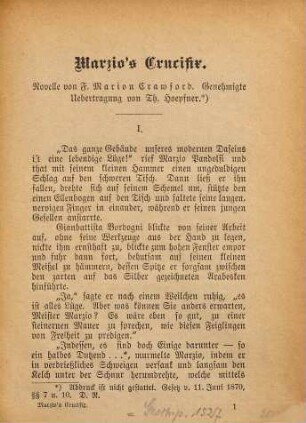 Marzio's Crucifix.
Novelle von F. Marion Crawford. Genehmigte
Uebertragung von Th. Hoepfner.*)
I.
„Das ganze Gebäude unseres modernen Daseins
ist eine lebendige Lüge!" rief Marzio Pandolfi und
that mit seinem kleinen Hammer einen ungeduldigen
Schlag auf den schweren Tisch. Dann ließ er ihn
fallen, drehte sich auf seinem Schemel um, stützte den
einen Ellenbogen auf den Tisch und faltete seine langen,
nervigen Finger in einander, während er seinen jungen
Gesellen anstarrte.
Gianbattista Bordogni blickte von seiner Arbeit
auf, ohne seine Werkzeuge aus der Hand zu legen,
nickte ihm ernsthaft zu, blickte zum hohen Fenster empor
und fuhr dann fort, behutsam auf seinen kleinen
Meißel zu hämmern, dessen Spitze er sorgsam zwischen
den zarten auf das Silber gezeichneten Arabesken
hinführte.
„Ja," sagte er nach einem Weilchen ruhig, „es
ist alles Lüge. Aber was können Sie anders erwarten,
Meister Marzio? Es wäre eben so gut, zu einer
steinernen Mauer zu sprechen, wie diesen Feiglingen
von Freiheit zu predigen."
„Indessen, es sind doch Einige darunter — so
ein halbes Dutzend . . .", murmelte Marzio, indem er
in verdrießliches Schweigen versank und langsam den
Kelch unter der Schnur herumdrehte, welche mittels
*) Abdruck ist nicht gestattet. Gesetz v. 11. Juni 1870,
§§ 7 u. 10. D. R.
Marzio's Crucifix.
1